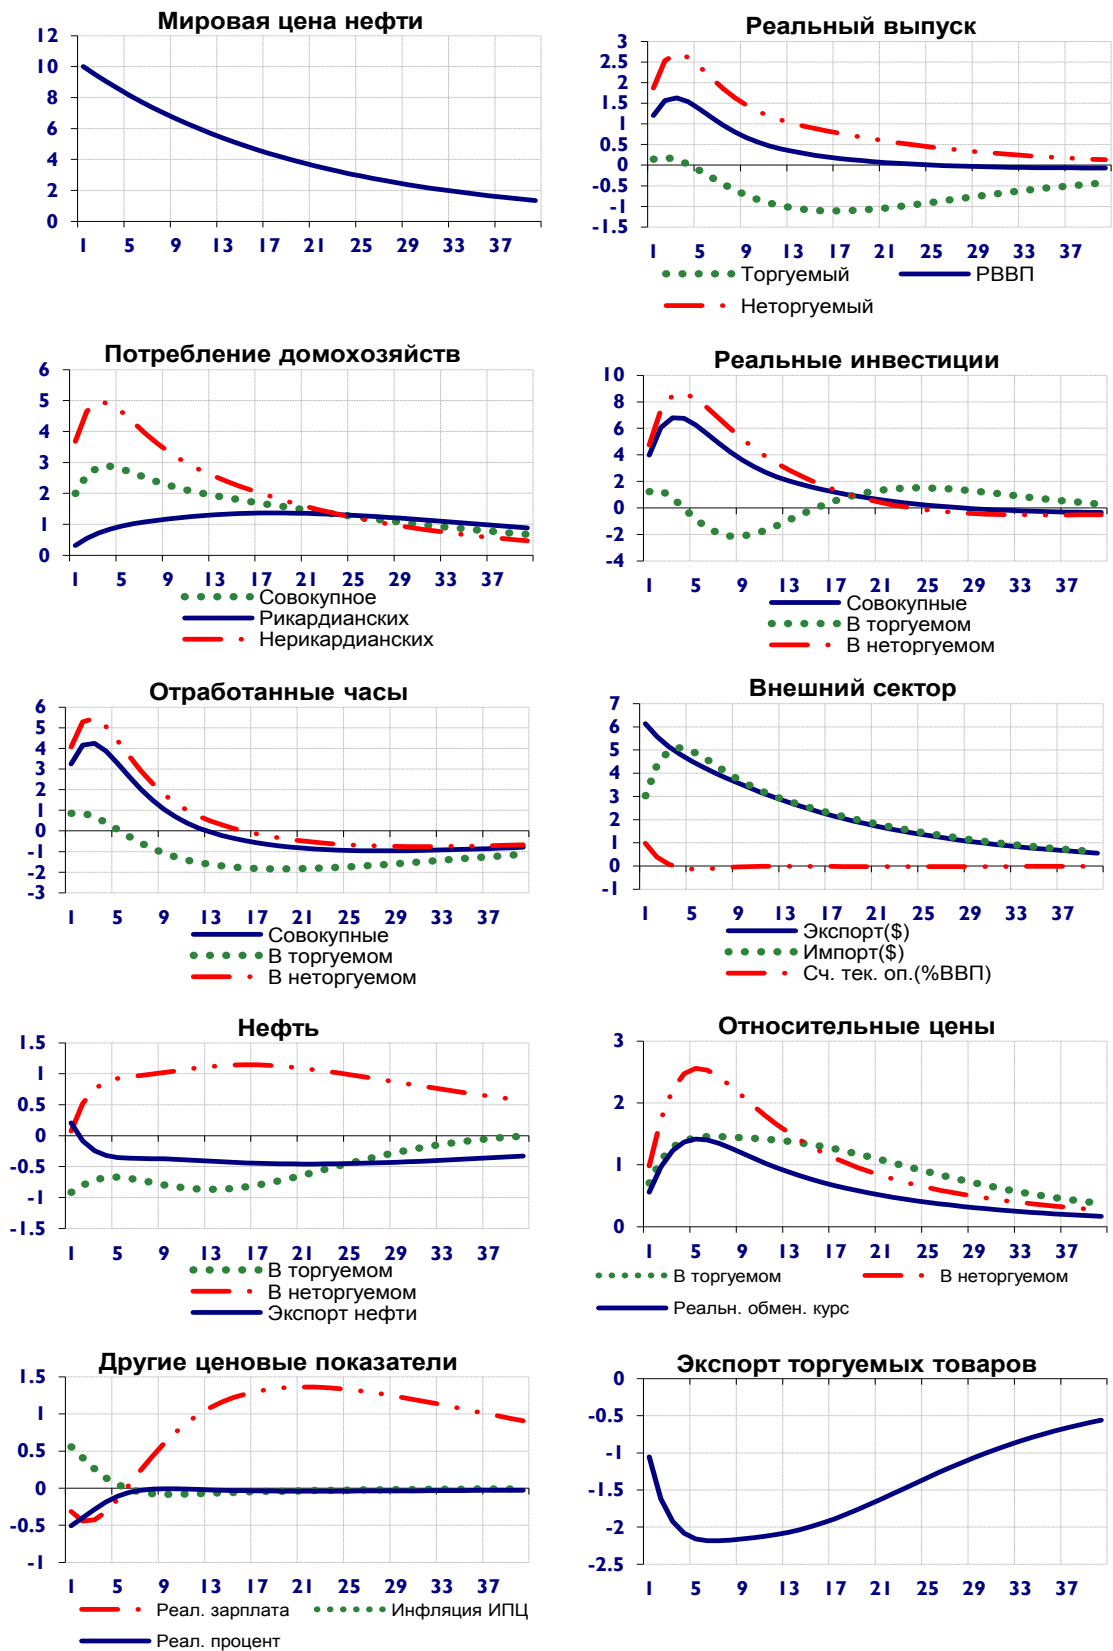 Мировая цена нефти
12
10
8
6
4
2
0
1 5 9 13 17 21 25 29 33 37
Реальный выпуск
3
2.5
2
1.5
1
0.5
0
-0.5
-1
-1.5
1 5 9 13 17 21 25 29 33 37
Торгуемый РВВП
Неторгуемый
Потребление домохозяйств
6
5
4
3
2
1
0
1 5 9 13 17 21 25 29 33 37
Совокупное
Рикардианских
Нерикардианских
Реальные инвестиции
10
8
6
4
2
0
-2
-4
1 5 9 13 17 21 25 29 33 37
Совокупные
В торгуемом
В неторгуемом
Отработанные часы
6
5
4
3
2
1
0
-1
-2
-3
1 5 9 13 17 21 25 29 33 37
Совокупные
В торгуемом
В неторгуемом
Внешний сектор
7
6
5
4
3
2
1
0
-1
1 5 9 13 17 21 25 29 33 37
Экспорт($)
Импорт($)
Сч. тек. оп.(%ВВП)
Нефть
1.5
1
0.5
0
-0.5
-1
-1.5
1 5 9 13 17 21 25 29 33 37
В торгуемом
В неторгуемом
Экспорт нефти
Относительные цены
3
2
1
0
1 5 9 13 17 21 25 29 33 37
В торгуемом В неторгуемом
Реальн. обмен. курс
Другие ценовые показатели
1.5
1
0.5
0
-0.5
-1
1 5 9 13 17 21 25 29 33 37
Реал. зарплата Инфляция ИПЦ
Реал. процент
Экспорт торгуемых товаров
0
-0.5
-1
-1.5
-2
-2.5
1 5 9 13 17 21 25 29 33 37